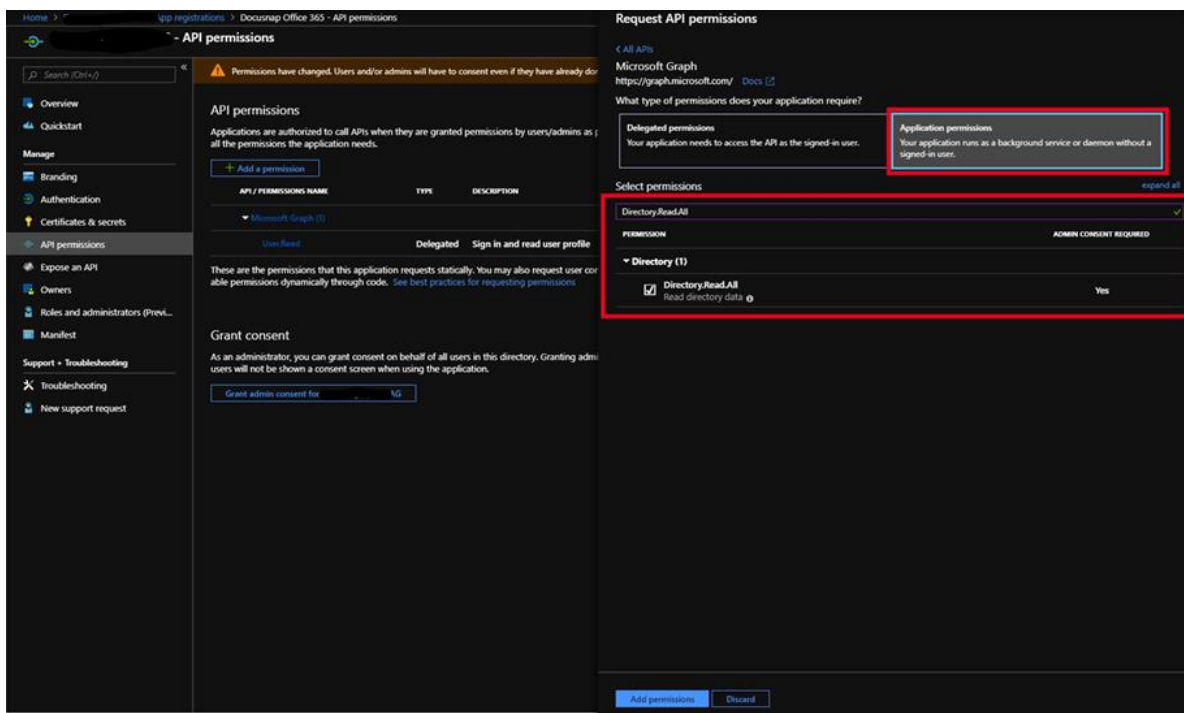 Home >
App registrations > Docusnap Office 365 - API permissions
- API permissions
Search (Ctrl+/)
«
Overview
Quickstart
Manage
Branding
Authentication
Certificates & secrets
API permissions
Expose an API
Owners
Roles and administrators (Previ...
Manifest
Support + Troubleshooting
Troubleshooting
New support request
Permissions have changed. Users and/or admins will have to consent even if they have already don
API permissions
Applications are authorized to call APIs when they are granted permissions by users/admins as p
all the permissions the application needs.
+ Add a permission
API / PERMISSIONS NAME TYPE DESCRIPTION
Microsoft Graph (1)
User.Read Delegated Sign in and read user profile
These are the permissions that this application requests statically. You may also request user con
able permissions dynamically through code. See best practices for requesting permissions
Grant consent
As an administrator, you can grant consent on behalf of all users in this directory. Granting admi
users will not be shown a consent screen when using the application.
Grant admin consent for AG
Request API permissions
< All APIs
Microsoft Graph
https://graph.microsoft.com/ Docs
What type of permissions does your application require?
Delegated permissions
Your application needs to access the API as the signed-in user.
Application permissions
Your application runs as a background service or daemon without a
signed-in user.
Select permissions expand all
Directory.Read.All
PERMISSION ADMIN CONSENT REQUIRED
Directory (1)
Directory.Read.All
Read directory data
Yes
Add permissions Discard